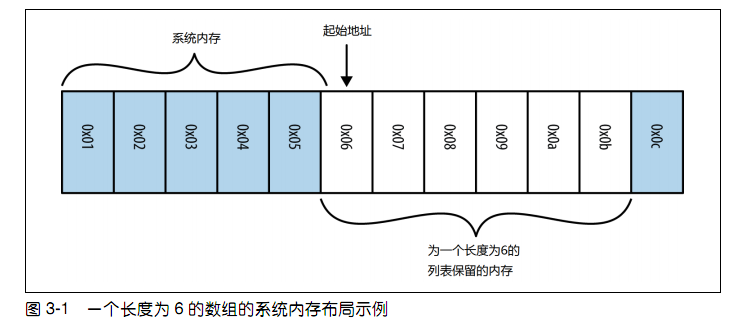 起始地址
系统内存
0x01 0x02 0x03 0x04 0x05 0x06 0x07 0x08 0x09 0x0a 0x0b 0x0c
为一个长度为6的
列表保留的内存
图 3-1 一个长度为 6 的数组的系统内存布局示例